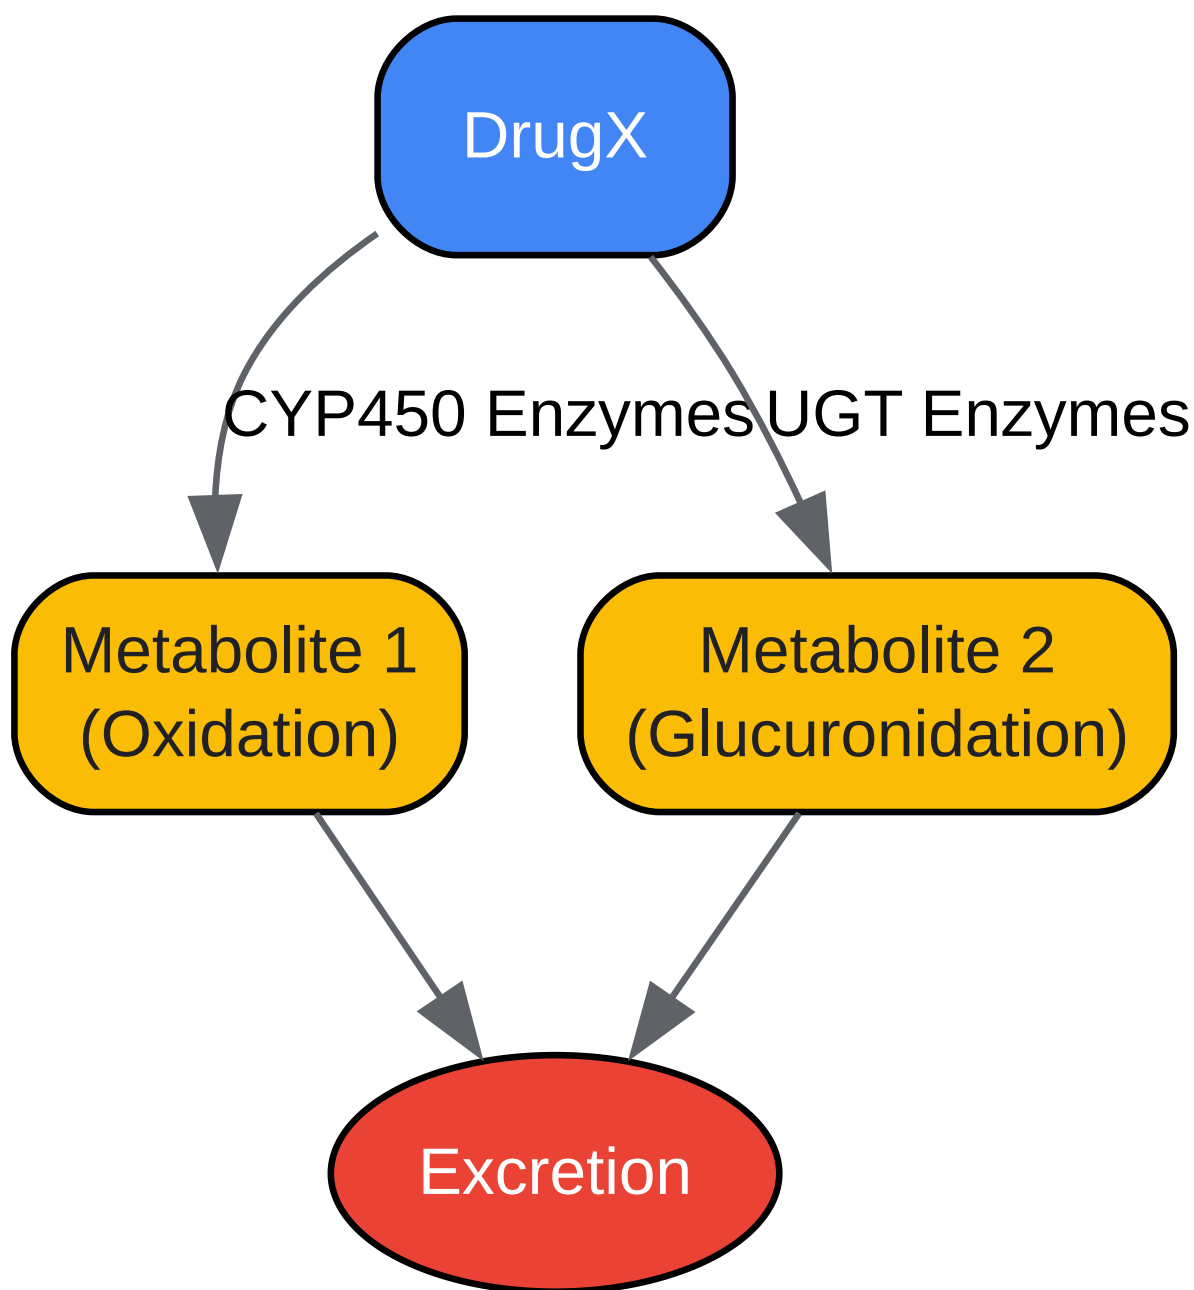 DrugX
CYP450 Enzymes
UGT Enzymes
Metabolite 1
(Oxidation)
Metabolite 2
(Glucuronidation)
Excretion